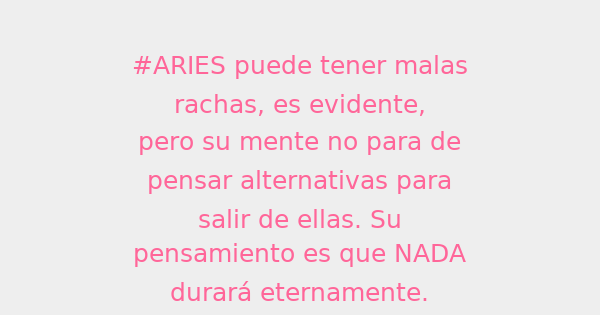 #ARIES puede tener malas
rachas, es evidente,
pero su mente no para de
pensar alternativas para
salir de ellas. Su
pensamiento es que NADA
durará eternamente.